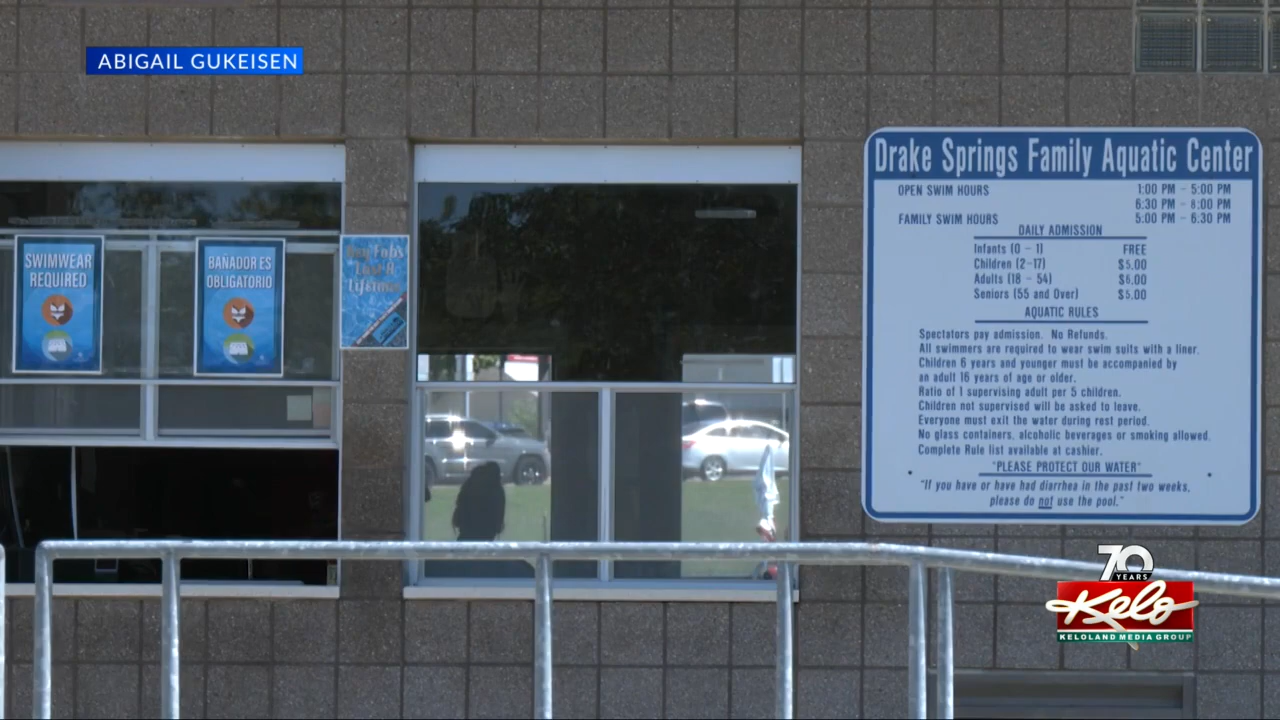 ABIGAIL GUKEISEN
SWIMWEAR
REQUIRED
BAÑADOR ES
OBLIGATORIO
Last A
Lifetime
Drake Springs Family Aquatic Center
OPEN SWIM HOURS 1:00 PM - 5:00 PM
6:30 PM - 8:00 PM
FAMILY SWIM HOURS 5:00 PM - 6:30 PM
DAILY ADMISSION
Infants (0 - 1) FREE
Children (2-17) $5.00
Adults (18 - 54) $6.00
Seniors (55 and Over) $5.00
AQUATIC RULES
Spectators pay admission. No Refunds.
All swimmers are required to wear swim suits with a liner.
Children 6 years and younger must be accompanied by
an adult 16 years of age or older.
Ratio of 1 supervising adult per 5 children.
Children not supervised will be asked to leave.
Everyone must exit the water during rest period.
No glass containers, alcoholic beverages or smoking allowed.
Complete Rule list available at cashier.
"PLEASE PROTECT OUR WATER"
"If you have or have had diarrhea in the past two weeks,
please do not use the pool."
70
YEARS
Kelo
KELOLAND MEDIA GROUP